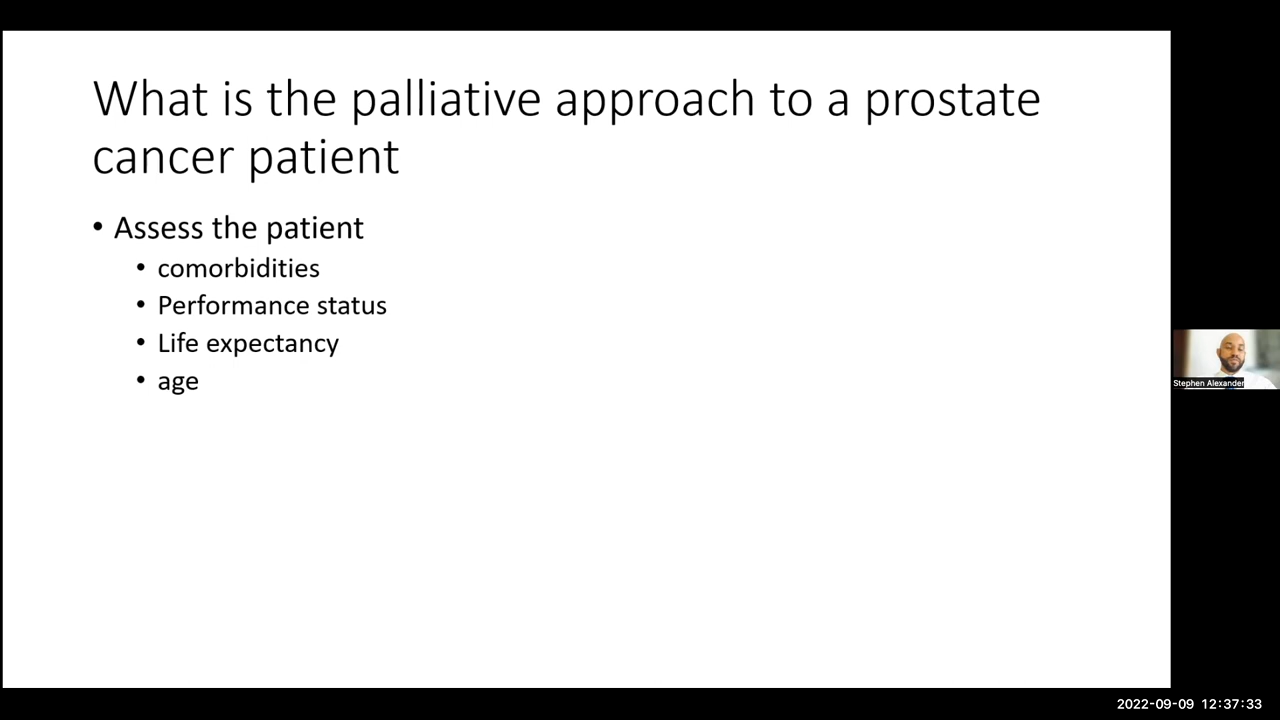 What is the palliative approach to a prostate
cancer patient
• Assess the patient
• comorbidities
• Performance status
• Life expectancy
• age
Stephen Alexander
2022-09-09 12:37:33